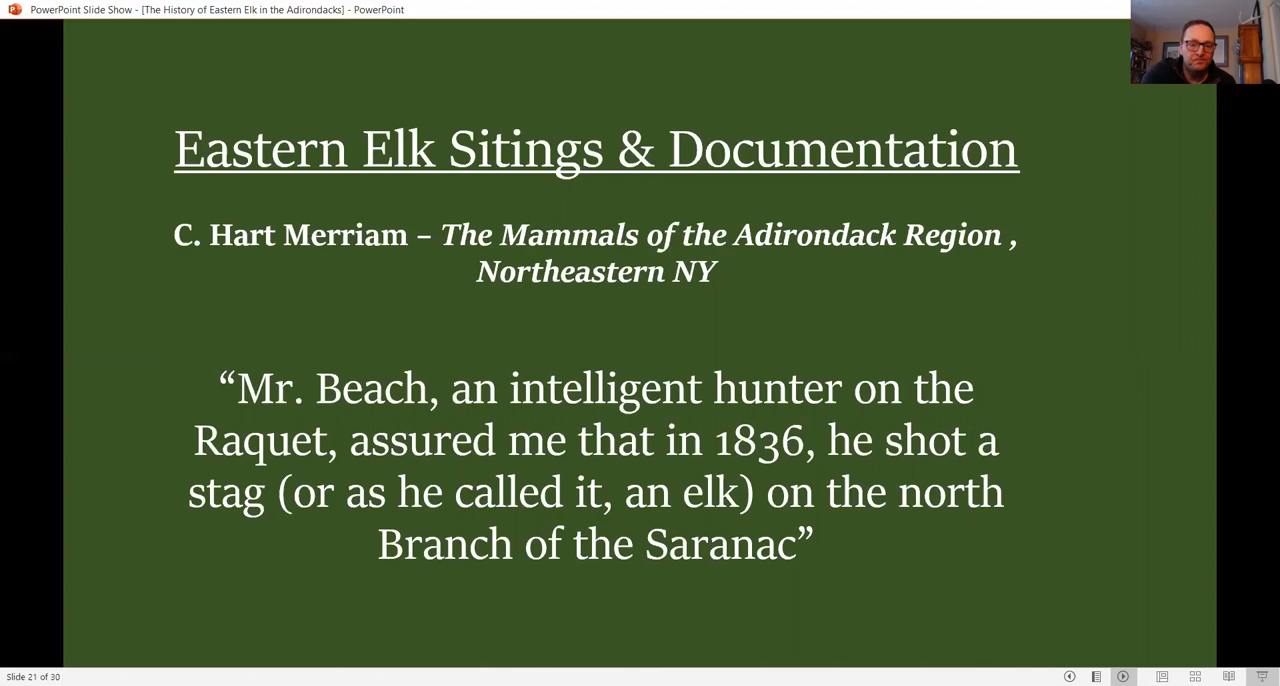 PowerPoint Slide Show - [The History of Eastern Elk in the Adirondacks] - PowerPoint
Eastern Elk Sitings & Documentation
C. Hart Merriam – The Mammals of the Adirondack Region ,
Northeastern NY
“Mr. Beach, an intelligent hunter on the
Raquet, assured me that in 1836, he shot a
stag (or as he called it, an elk) on the north
Branch of the Saranac”
Slide 21 of 30